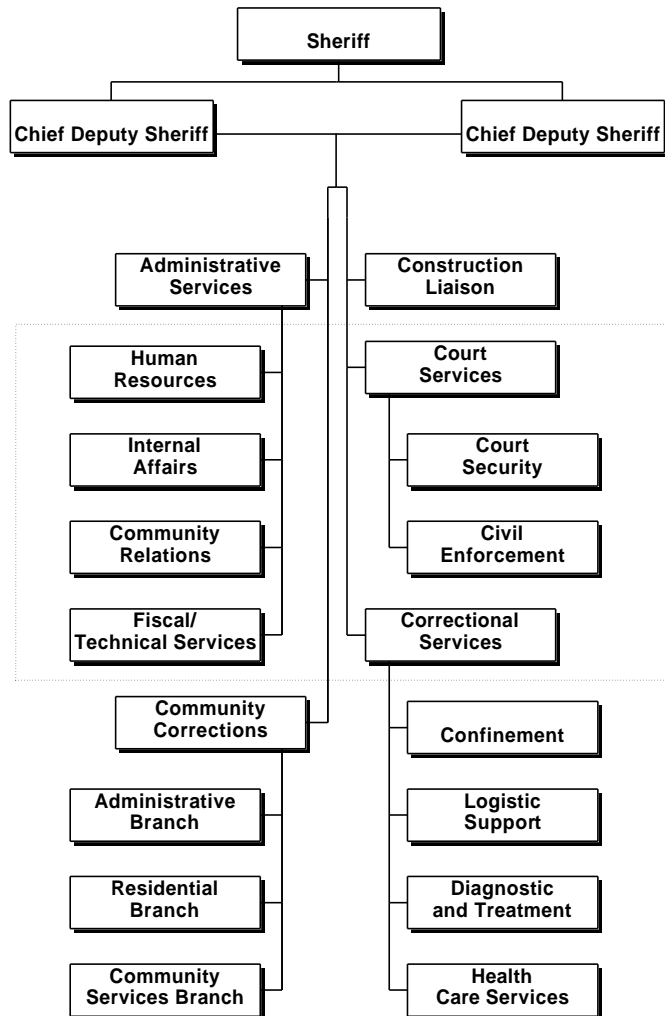 Sheriff
Chief Deputy Sheriff
Chief Deputy Sheriff
Administrative
Services
Construction
Liaison
Human
Resources
Court
Services
Internal
Affairs
Court
Security
Community
Relations
Civil
Enforcement
Fiscal/
Technical Services
Correctional
Services
Community
Corrections
Confinement
Administrative
Branch
Logistic
Support
Residential
Branch
Diagnostic
and Treatment
Community
Services Branch
Health
Care Services